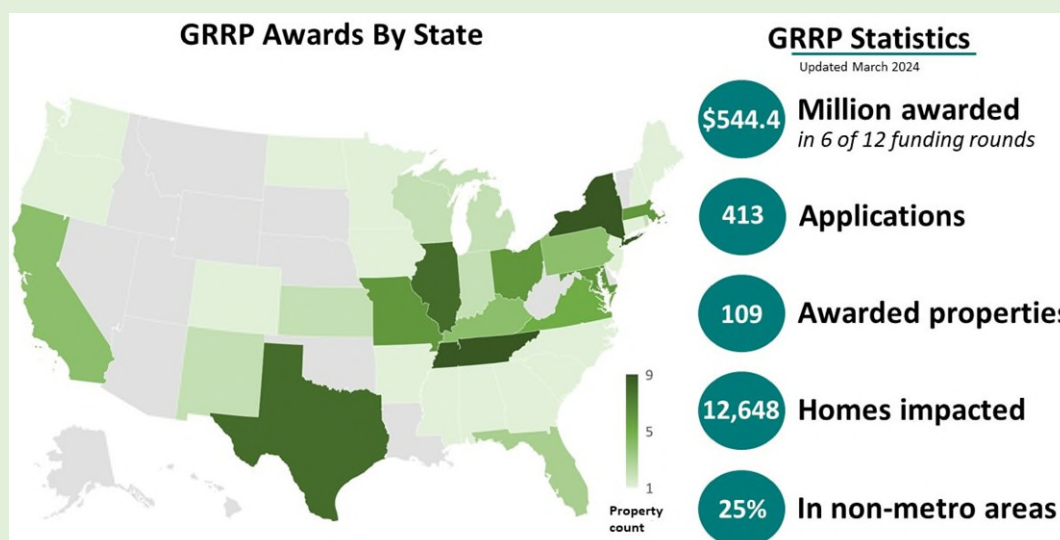 GRRP Awards By State
9
5
1
Property
count
GRRP Statistics
Updated March 2024
$544.4
Million awarded
in 6 of 12 funding rounds
413
Applications
109
Awarded properties
12,648
Homes impacted
25%
In non-metro areas